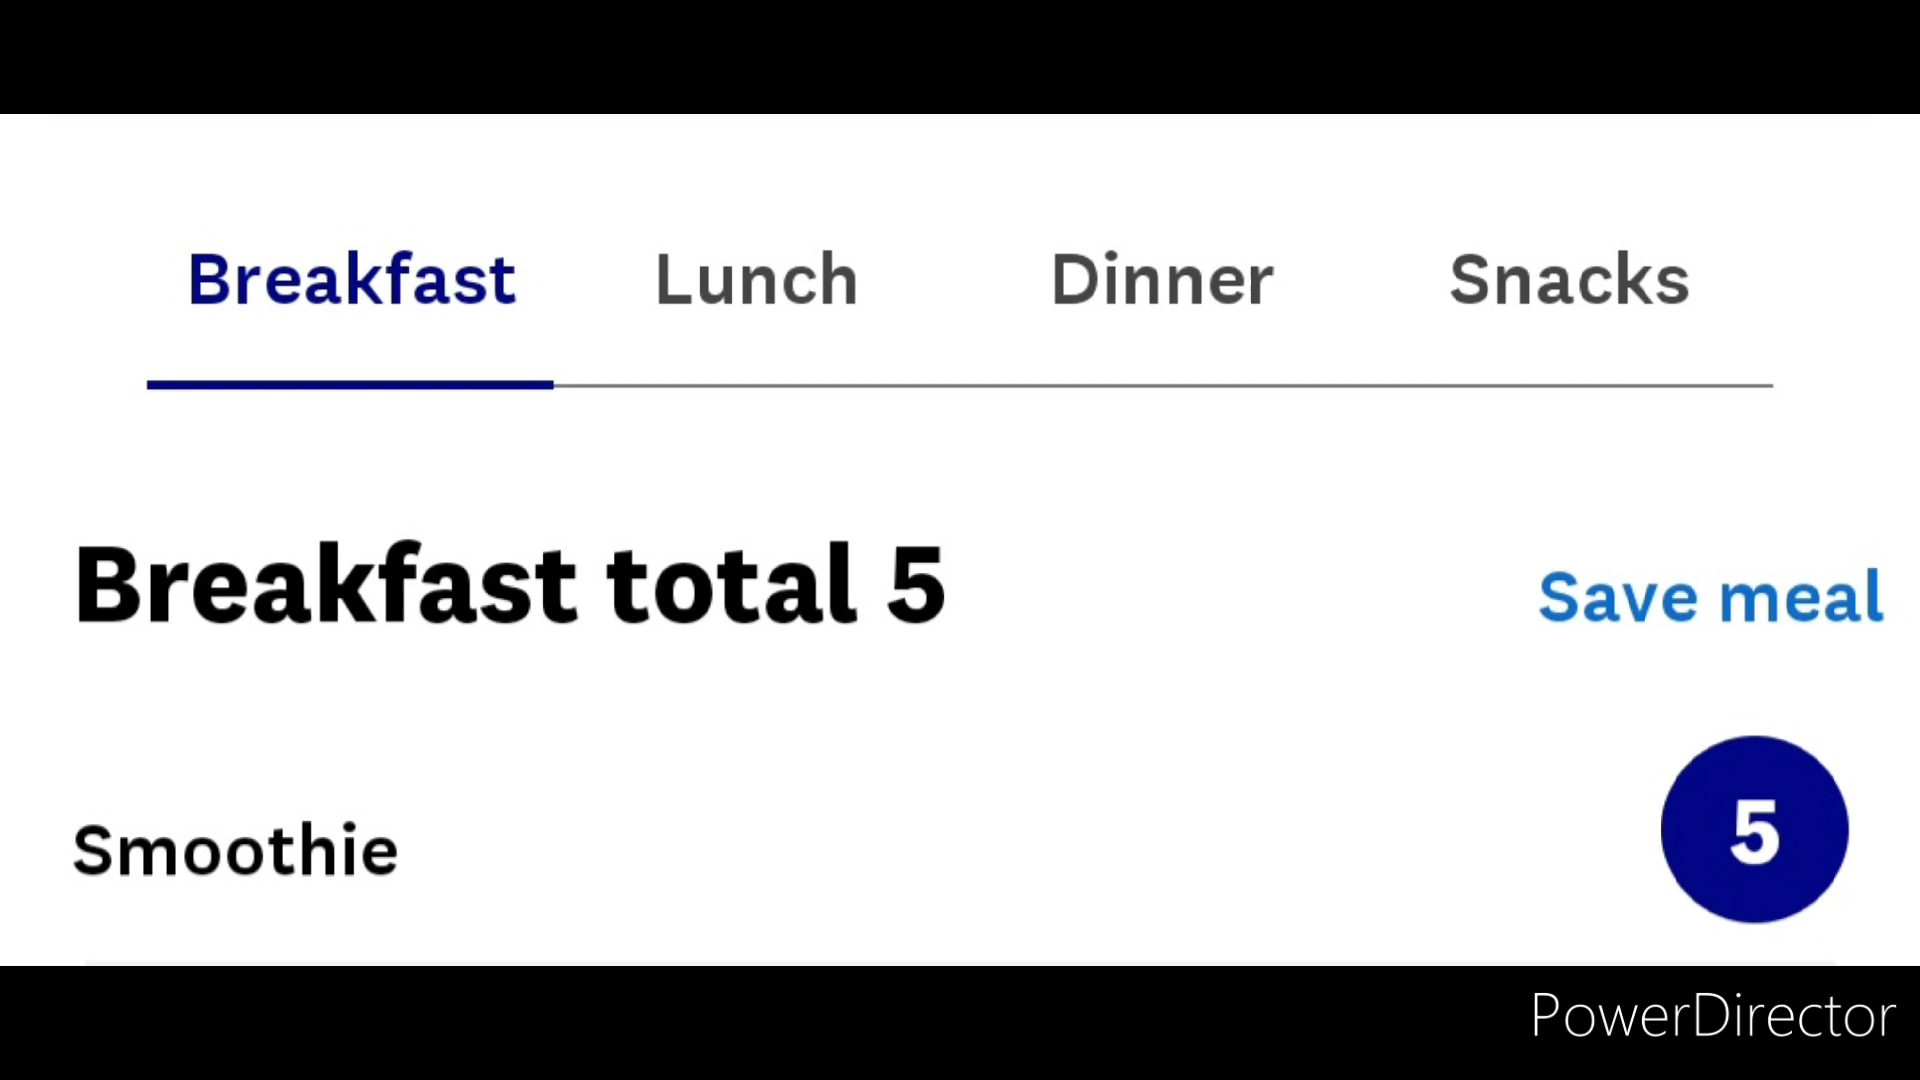 Breakfast Lunch Dinner Snacks
Breakfast total 5 Save meal
Smoothie 5
PowerDirector